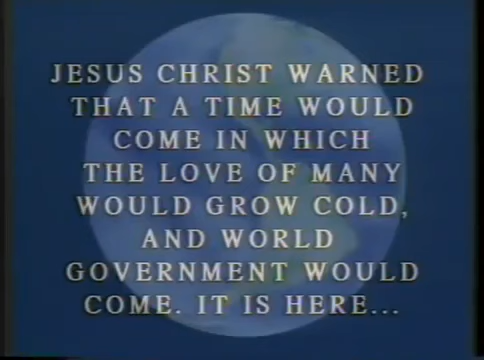 JESUS CHRIST WARNED
THAT A TIME WOULD
COME IN WHICH
THE LOVE OF MANY
WOULD GROW COLD,
AND WORLD
GOVERNMENT WOULD
COME. IT IS HERE...